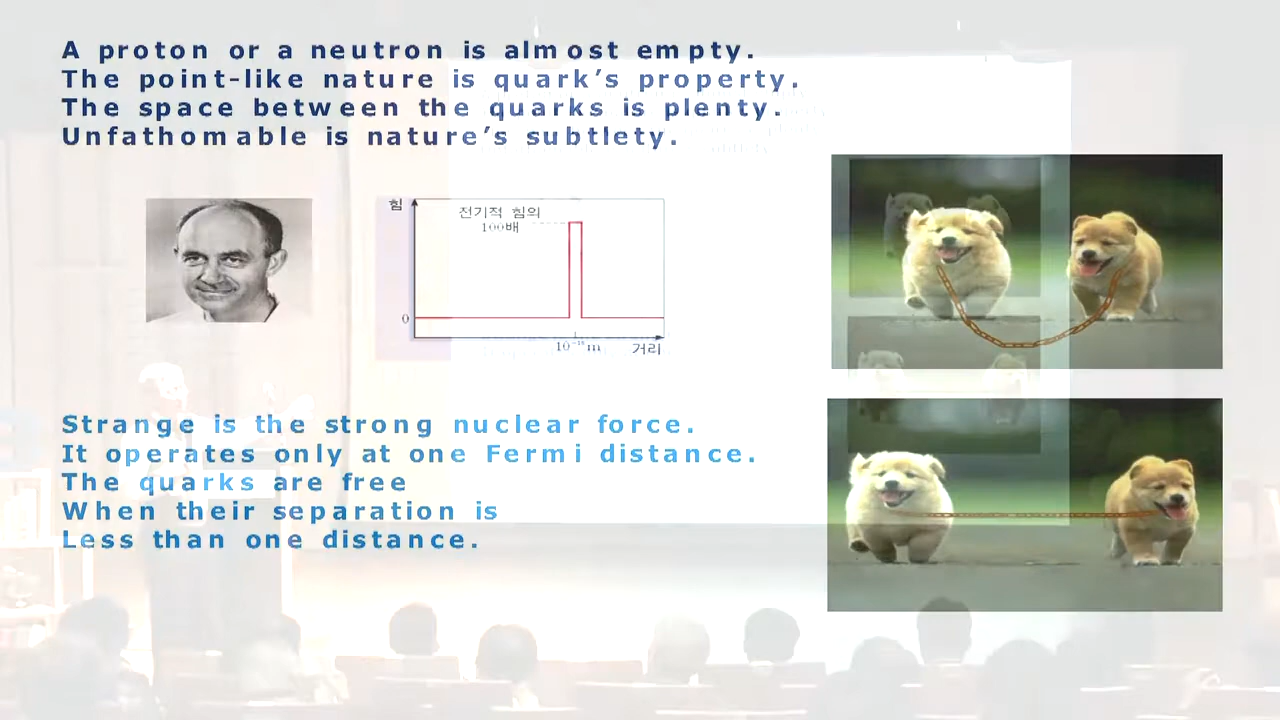 A proton or a neutron is almost empty.
The point-like nature is quark’s property.
The space between the quarks is plenty.
Unfathomable is nature’s subtlety.
힘
전기적 힘의
100배
0
거리
Strange is the strong nuclear force.
It operates only at one Fermi distance.
The quarks are free
When their separation is
Less than one distance.